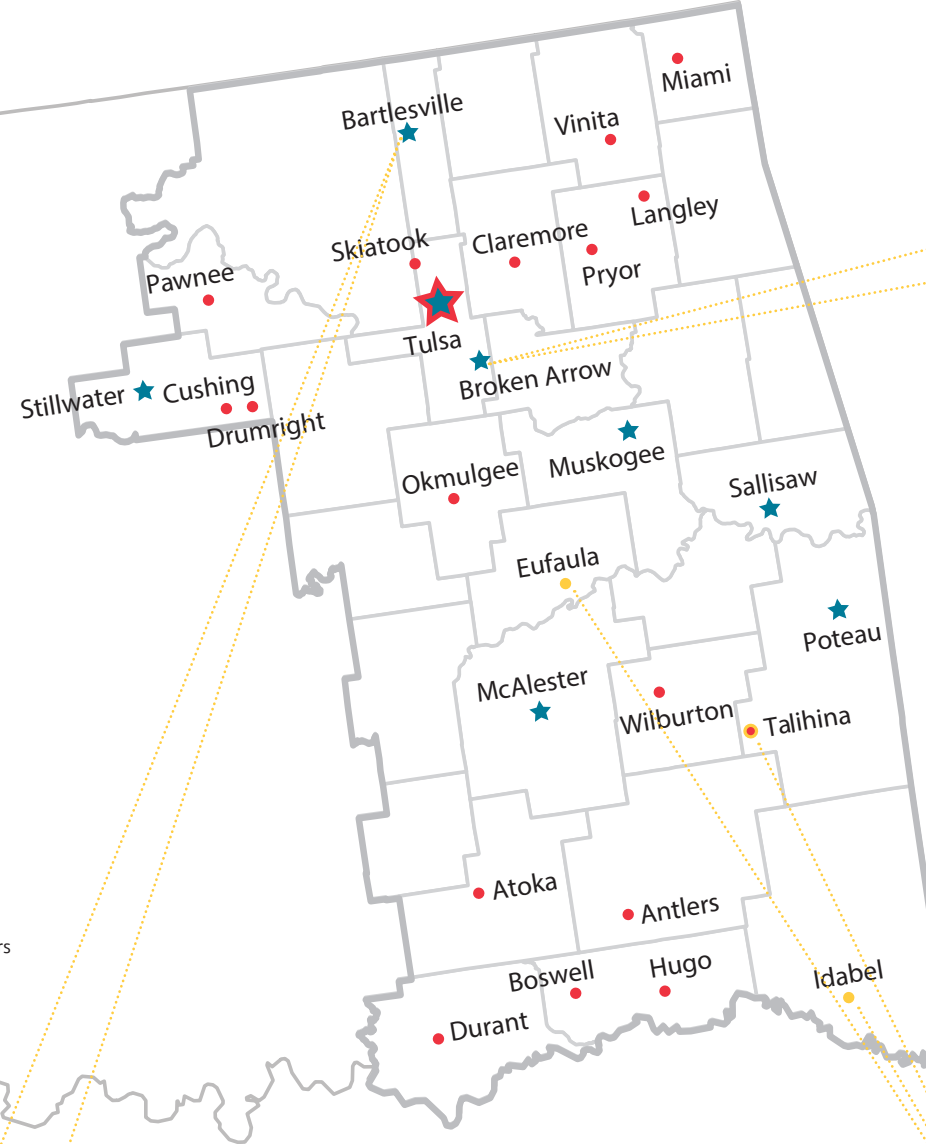 Miami
Bartlesville
Vinita
Langley
Skiatook
Claremore
Pryor
Pawnee
Tulsa
Broken Arrow
Stillwater
Cushing
Drumright
Muskogee
Okmulgee
Sallisaw
Eufaula
Poteau
McAlester
Wilburton
Talihina
Atoka
Antlers
rs
Boswell
Hugo
Idabel
Durant